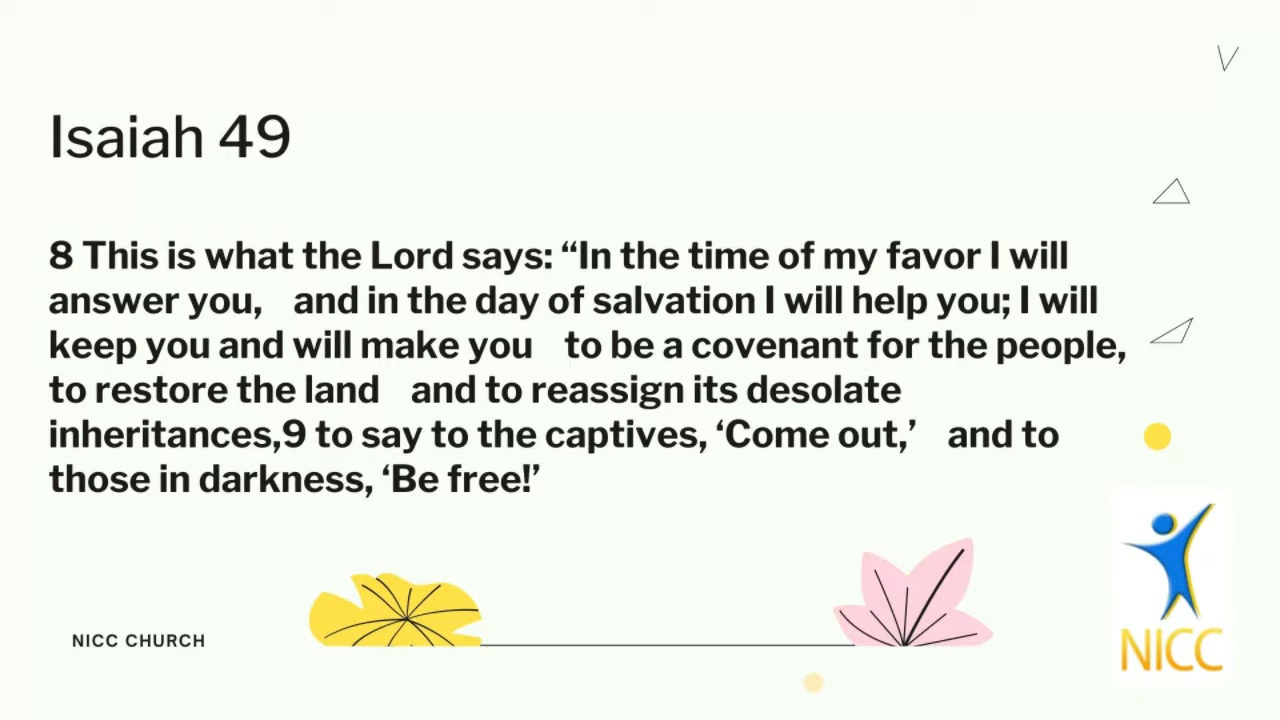 Isaiah 49
8 This is what the Lord says: “In the time of my favor I will
answer you,    and in the day of salvation I will help you; I will
keep you and will make you    to be a covenant for the people,
to restore the land    and to reassign its desolate
inheritances,9 to say to the captives, ‘Come out,’    and to
those in darkness, ‘Be free!’
NICC CHURCH
NICC